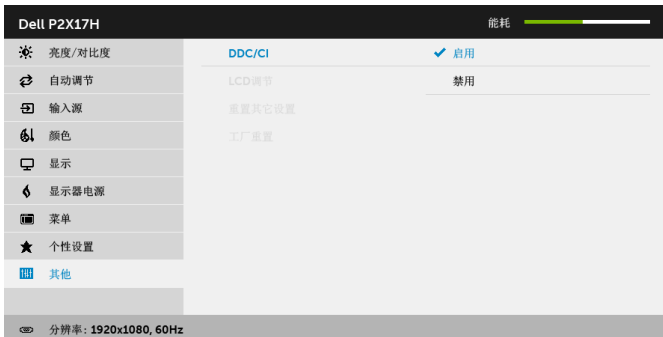 Dell P2X17H 能耗
亮度/对比度 DDC/CI 启用
自动调节 LCD调节 禁用
输入源 重置其它设置
颜色 工厂重置
显示
显示器电源
菜单
个性设置
其他
分辨率: 1920x1080, 60Hz